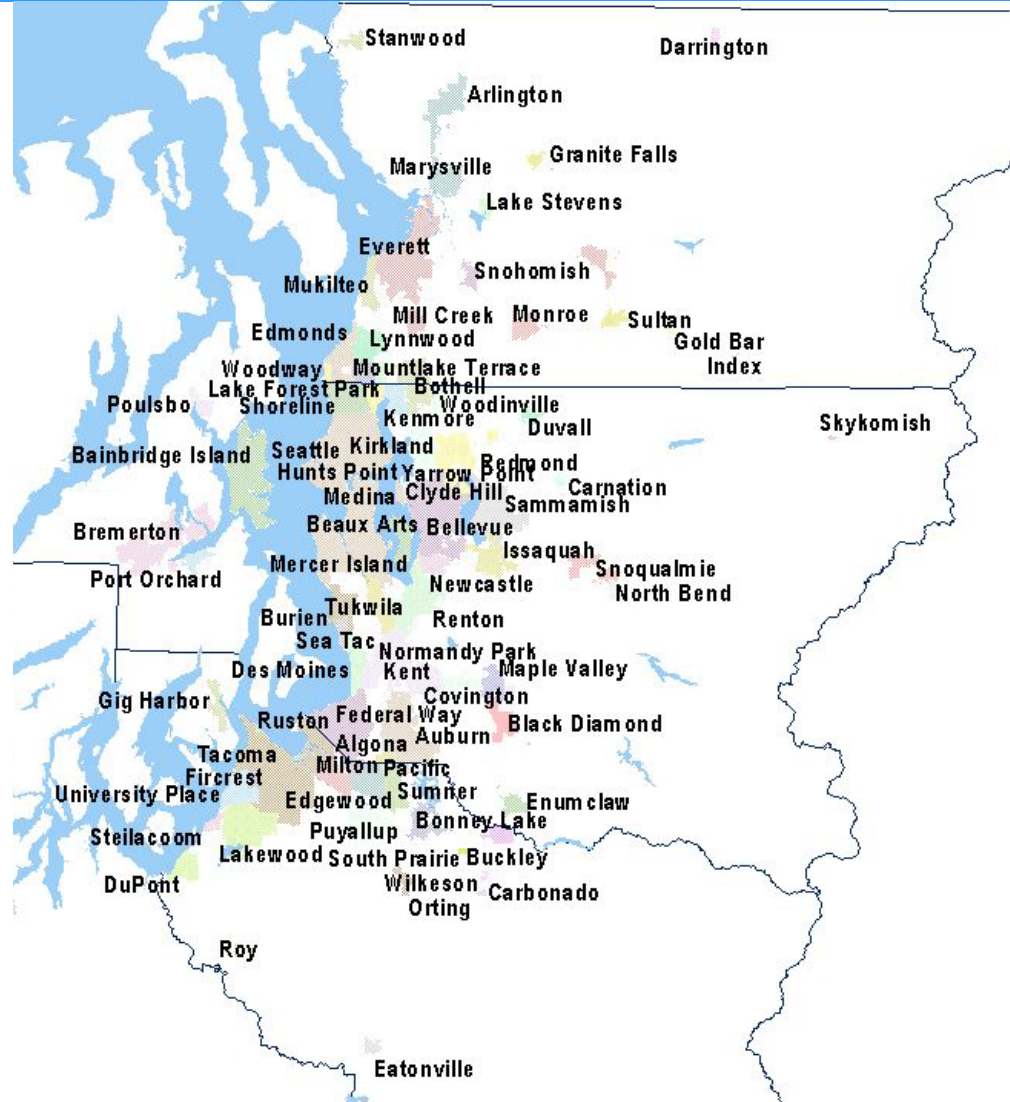 Stanwood
Darrington
Arlington
Granite Falls
Marysville
Lake Stevens
Everett
Snohomish
Mukilteo
Mill Creek
Monroe
Sultan
Edmonds
Lynnwood
Gold Bar
Index
Woodway
Mountlake Terrace
Lake Forest Park
Bothell
Poulsbo
Shoreline
Woodinville
Kenmore
Duvall
Skykomish
Bainbridge Island
Seattle
Kirkland
Redmond
Hunts Point
Yarrow Point
Carnation
Medina
Clyde Hill
Sammamish
Bremerton
Beaux Arts
Bellevue
Issaquah
Mercer Island
Snoqualmie
Port Orchard
Newcastle
North Bend
Tukwila
Burien
Renton
Sea Tac
Normandy Park
Des Moines
Kent
Maple Valley
Gig Harbor
Covington
Ruston
Federal Way
Black Diamond
Algona
Auburn
Tacoma
Milton
Pacific
Fircrest
University Place
Edgewood
Sumner
Enumclaw
Steilacoom
Puyallup
Bonney Lake
Lakewood
South Prairie
Buckley
DuPont
Wilkeson
Carbonado
Orting
Roy
Eatonville